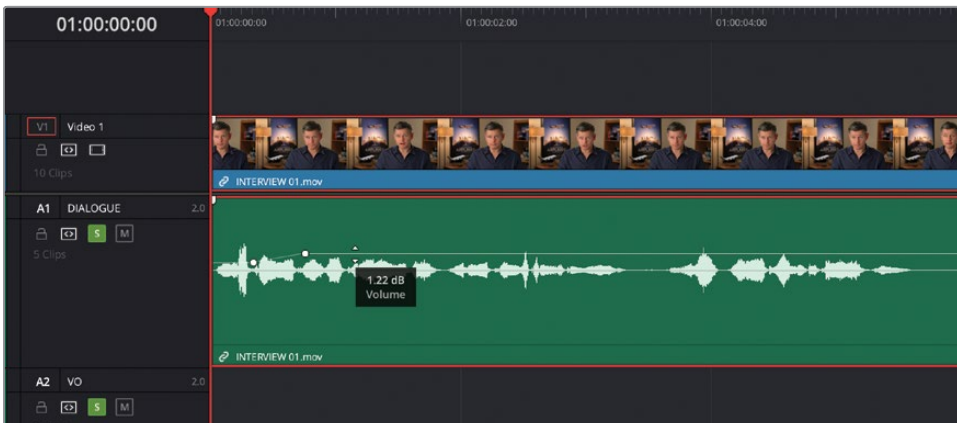 01:00:00:00
01:00:00:00
01:00:02:00
01:00:04:00
V1 Video 1
10 Clips
INTERVIEW 01.mov
A1 DIALOGUE 2.0
S M
5 Clips
1.22 dB
Volume
INTERVIEW 01.mov
A2 VO 2.0
S M